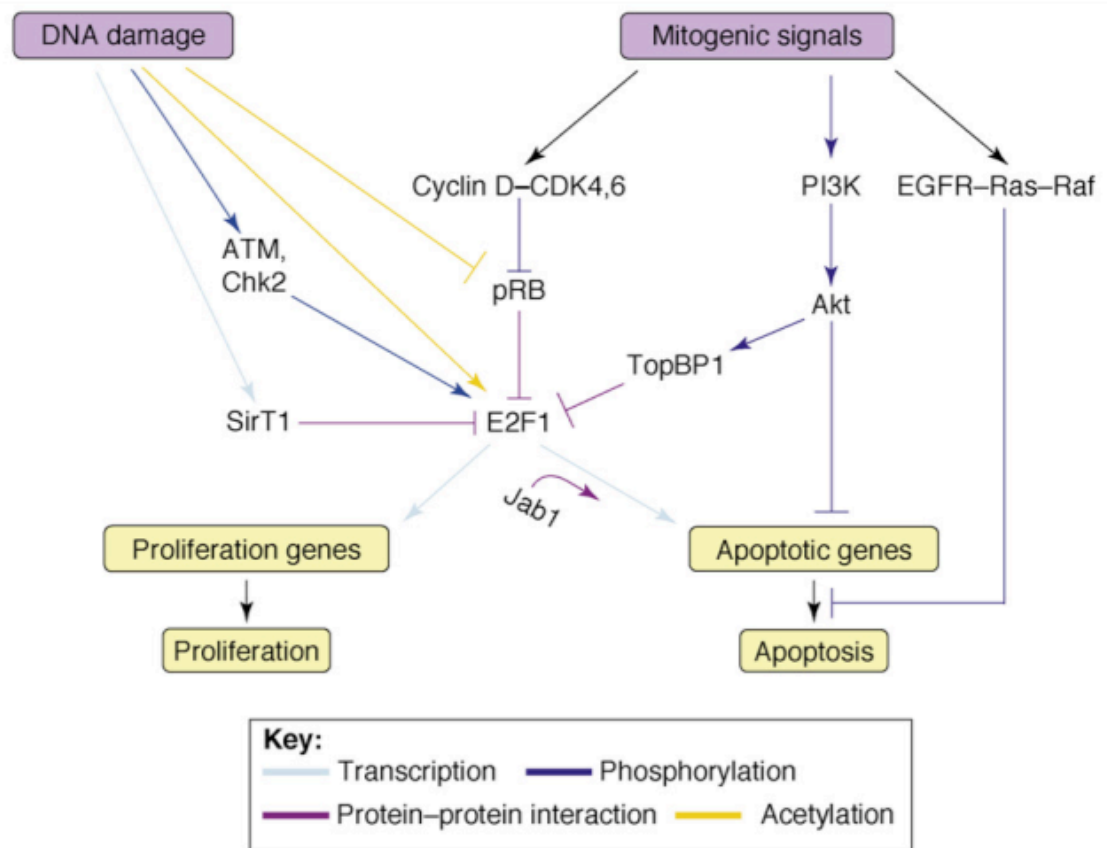 DNA damage
Mitogenic signals
Cyclin D–CDK4,6
PI3K
EGFR–Ras–Raf
ATM,
Chk2
pRB
Akt
TopBP1
SirT1
E2F1
Jab1
Proliferation genes
Apoptotic genes
Proliferation
Apoptosis
Key:
Transcription
Phosphorylation
Protein–protein interaction
Acetylation